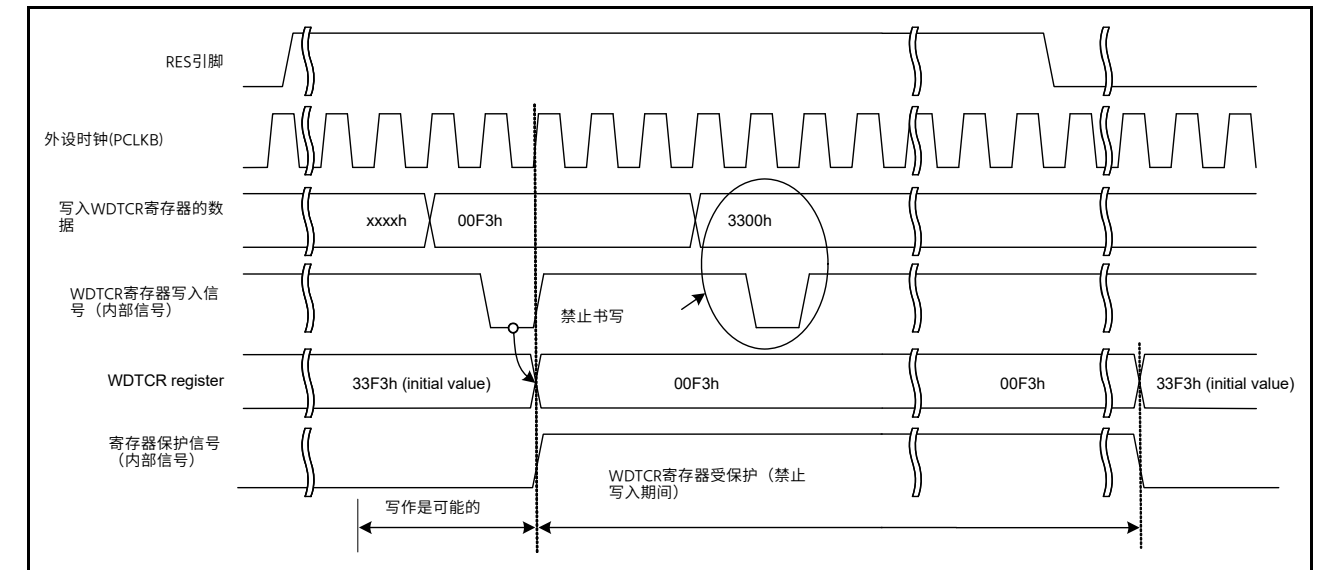 RES引脚
外设时钟(PCLKB)
写入WDTCR寄存器的数
据
xxxxh
00F3h
3300h
WDTCR寄存器写入信
号（内部信号）
禁止书写
WDTCR register
33F3h (initial value)
00F3h
00F3h
33F3h (initial value)
寄存器保护信号
（内部信号）
WDTCR寄存器受保护（禁止
写入期间）
写作是可能的